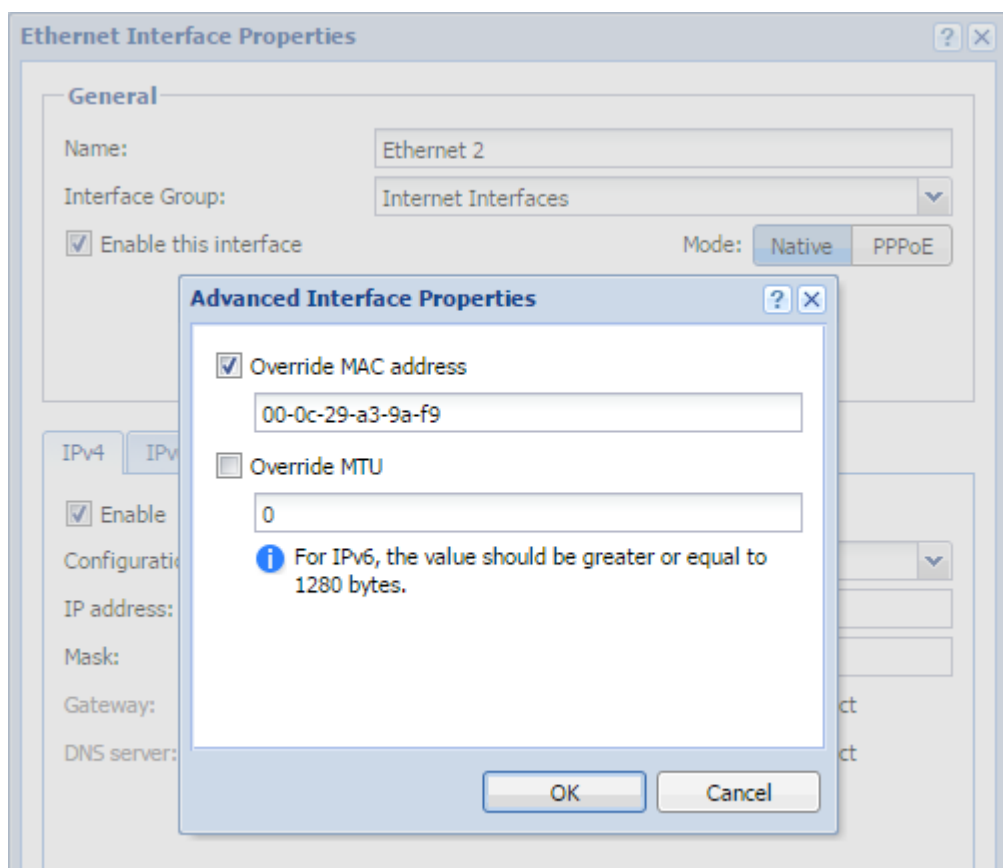 Ethernet Interface Properties
General
Name: Ethernet 2
Interface Group: Internet Interfaces
Enable this interface Mode: Native PPPoE
Advanced Interface Properties
Override MAC address
00-0c-29-a3-9a-f9
Override MTU
0
For IPv6, the value should be greater or equal to
1280 bytes.
OK Cancel
IPv4
Enable
IP address:
Mask:
Gateway:
DNS server: